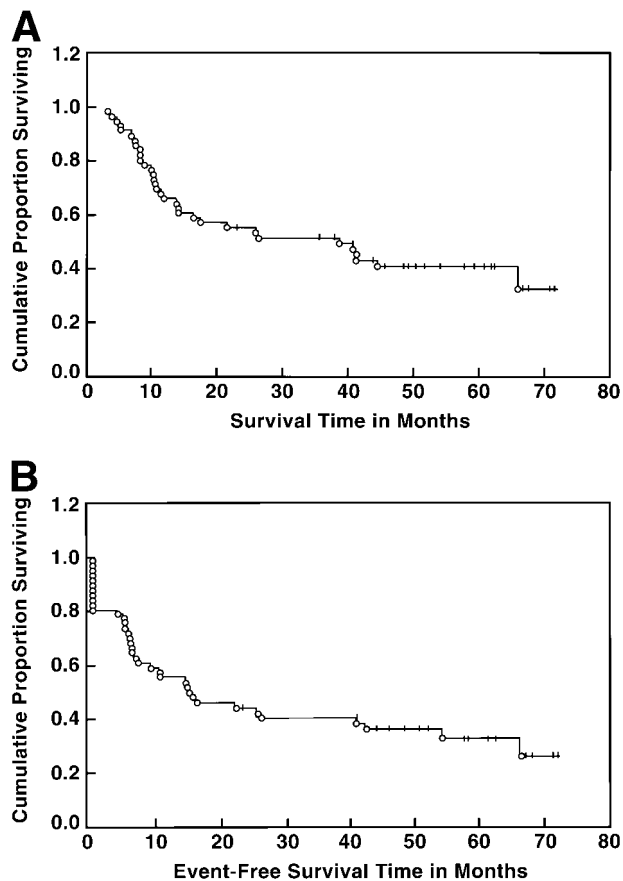 A
Cumulative Proportion Surviving
1.2
1.0
0.8
0.6
0.4
0.2
0.0
0 10 20 30 40 50 60 70 80
Survival Time in Months
B
Cumulative Proportion Surviving
1.2
1.0
0.8
0.6
0.4
0.2
0.0
0 10 20 30 40 50 60 70 80
Event-Free Survival Time in Months